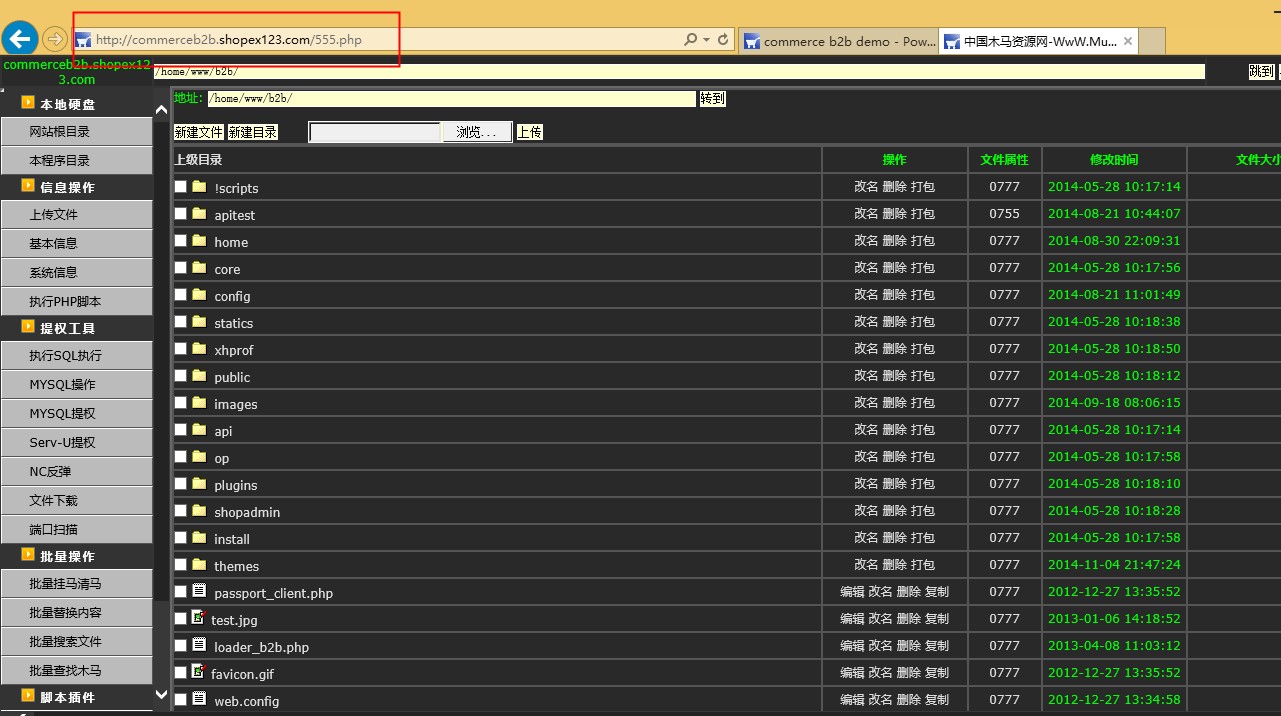 http://commerceb2b.shopex123.com/555.php
commerce b2b demo - Pow...
中国木马资源网-WwW.Mu...
commerceb2b.shopex12
3.com
/home/www/b2b/
跳到
本地硬盘
网站根目录
本程序目录
信息操作
上传文件
基本信息
系统信息
执行PHP脚本
提权工具
执行SQL执行
MYSQL操作
MYSQL提权
Serv-U提权
NC反弹
文件下载
端口扫描
批量操作
批量挂马清马
批量替换内容
批量搜索文件
批量查找木马
脚本插件
地址: /home/www/b2b/ 转到
新建文件 新建目录 浏览... 上传
上级目录 操作 文件属性 修改时间 文件大小
!scripts 改名 删除 打包 0777 2014-05-28 10:17:14
apitest 改名 删除 打包 0755 2014-08-21 10:44:07
home 改名 删除 打包 0777 2014-08-30 22:09:31
core 改名 删除 打包 0777 2014-05-28 10:17:56
config 改名 删除 打包 0777 2014-08-21 11:01:49
statics 改名 删除 打包 0777 2014-05-28 10:18:38
xhprof 改名 删除 打包 0777 2014-05-28 10:18:50
public 改名 删除 打包 0777 2014-05-28 10:18:12
images 改名 删除 打包 0777 2014-09-18 08:06:15
api 改名 删除 打包 0777 2014-05-28 10:17:14
op 改名 删除 打包 0777 2014-05-28 10:17:58
plugins 改名 删除 打包 0777 2014-05-28 10:18:10
shopadmin 改名 删除 打包 0777 2014-05-28 10:18:28
install 改名 删除 打包 0777 2014-05-28 10:17:58
themes 改名 删除 打包 0777 2014-11-04 21:47:24
passport_client.php 编辑 改名 删除 复制 0777 2012-12-27 13:35:52
test.jpg 编辑 改名 删除 复制 0777 2013-01-06 14:18:52
loader_b2b.php 编辑 改名 删除 复制 0777 2013-04-08 11:03:12
favicon.gif 编辑 改名 删除 复制 0777 2012-12-27 13:35:52
web.config 编辑 改名 删除 复制 0777 2012-12-27 13:34:58